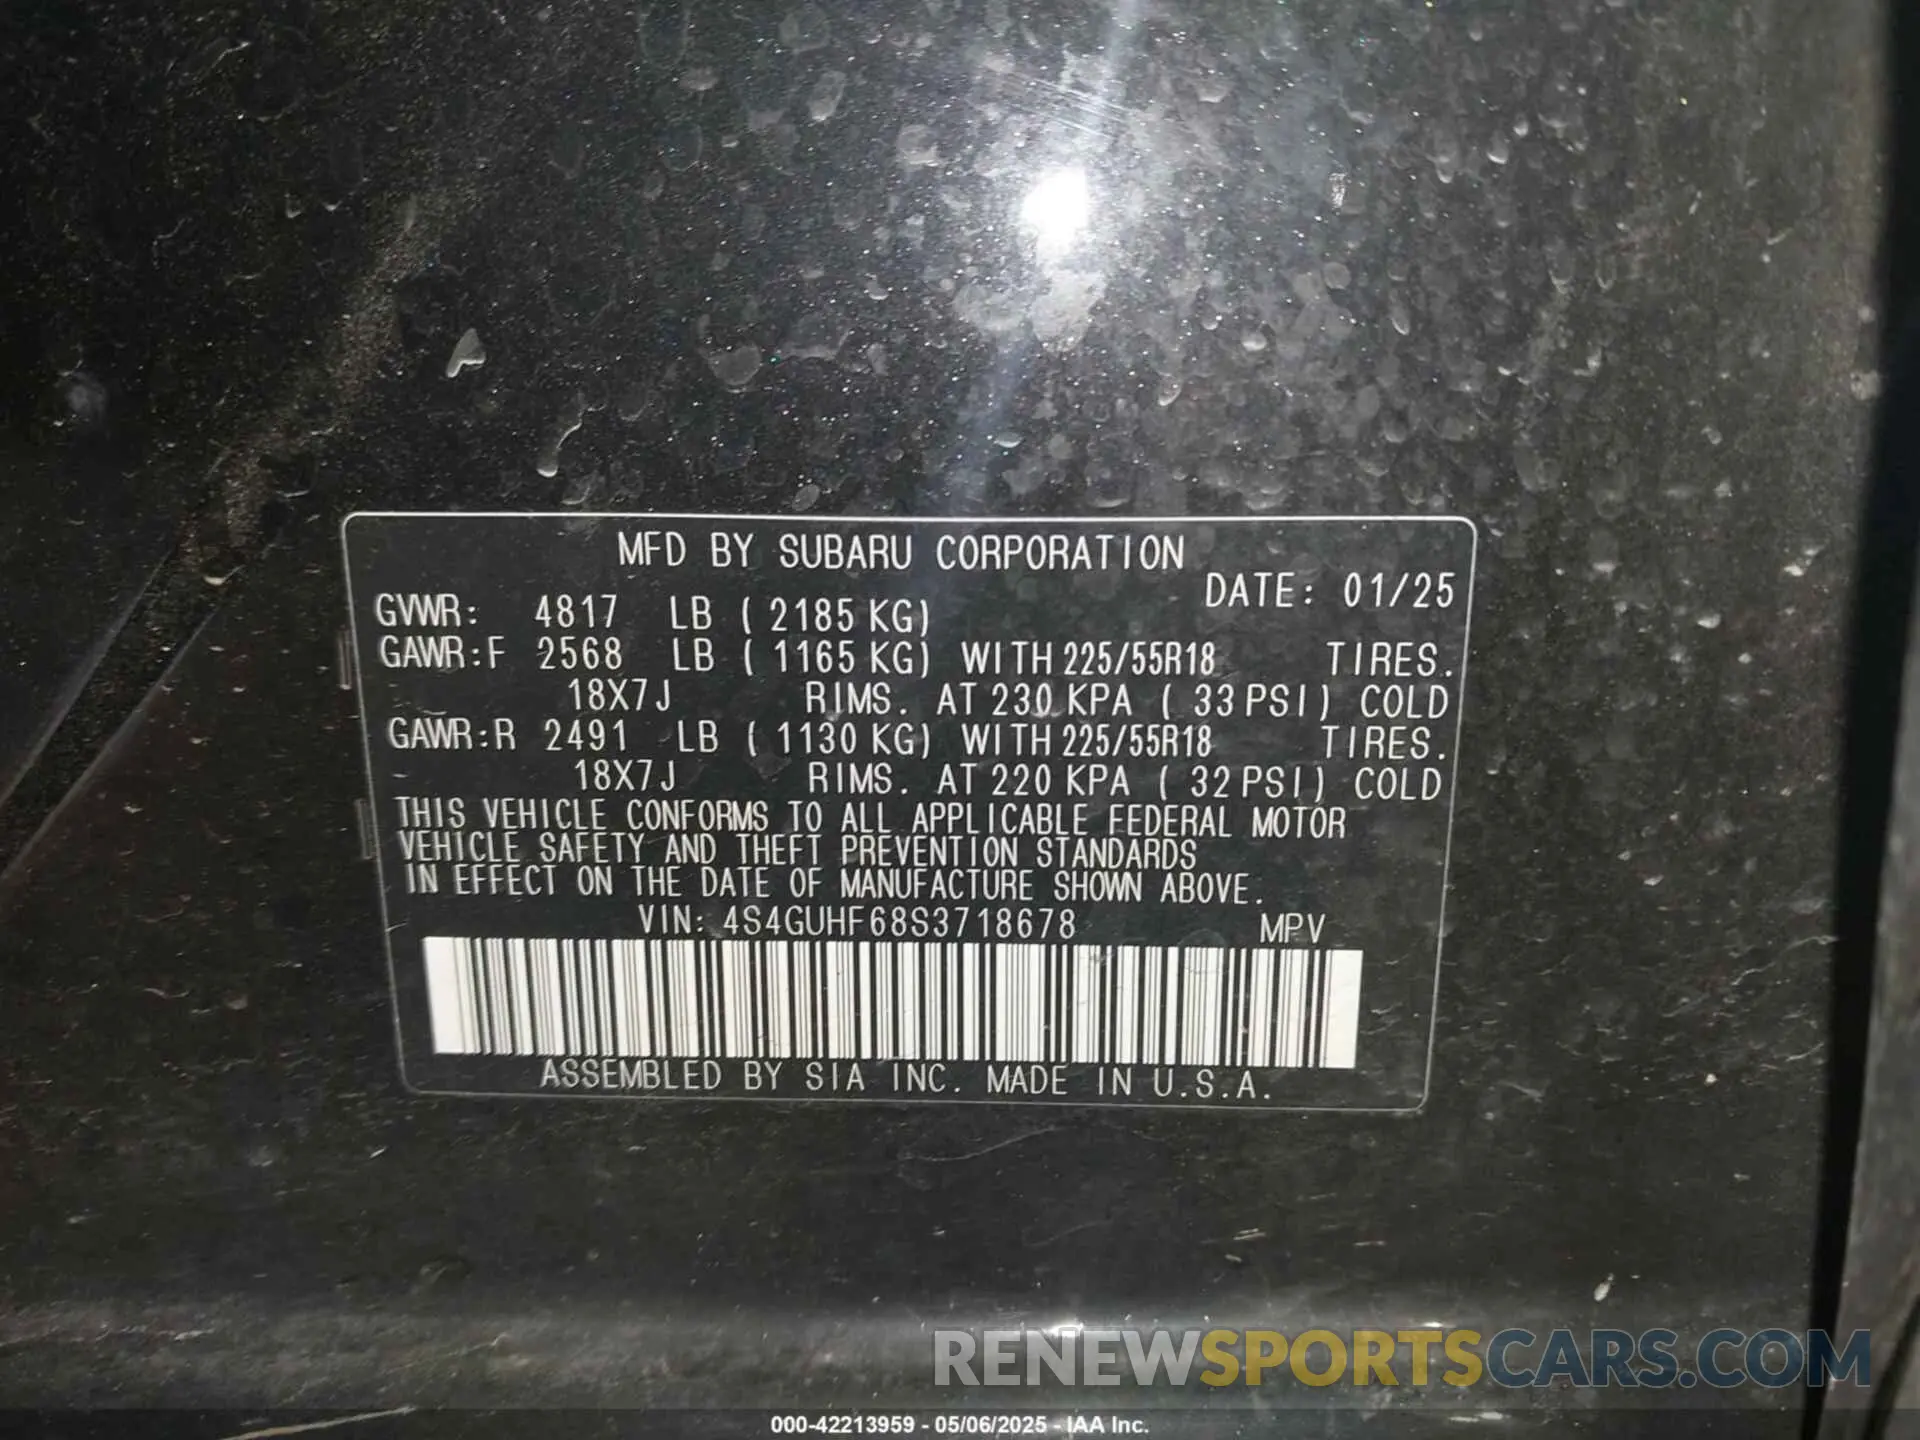 MFD BY SUBARU CORPORATION
DATE: 01/25
GVWR: 4817 LB ( 2185 KG)
GAWR:F 2568 LB ( 1165 KG) WITH 225/55R18 TIRES.
18X7J RIMS. AT 230 KPA ( 33 PSI) COLD
GAWR:R 2491 LB ( 1130 KG) WITH 225/55R18 TIRES.
18X7J RIMS. AT 220 KPA ( 32 PSI) COLD
THIS VEHICLE CONFORMS TO ALL APPLICABLE FEDERAL MOTOR
VEHICLE SAFETY AND THEFT PREVENTION STANDARDS
IN EFFECT ON THE DATE OF MANUFACTURE SHOWN ABOVE.
VIN: 4S4GUHF68S3718678 MPV
ASSEMBLED BY SIA INC. MADE IN U.S.A.
RENEWSPORTSCARS.COM
000-42213959 - 05/06/2025 - IAA Inc.